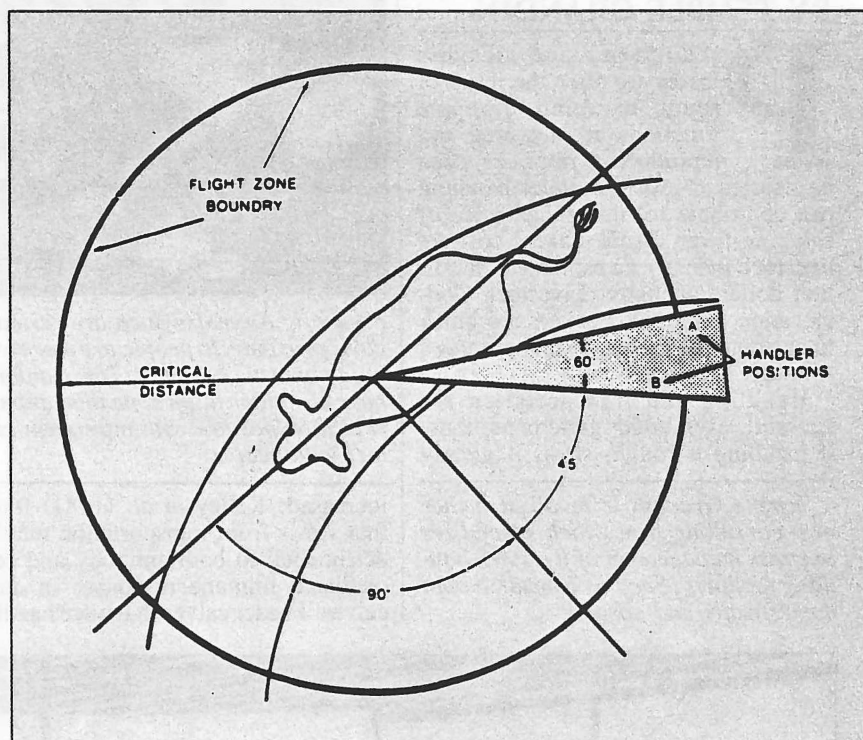 FLIGHT ZONE
BOUNDRY
CRITICAL
DISTANCE
A
60
HANDLER
POSITIONS
B
45
90°